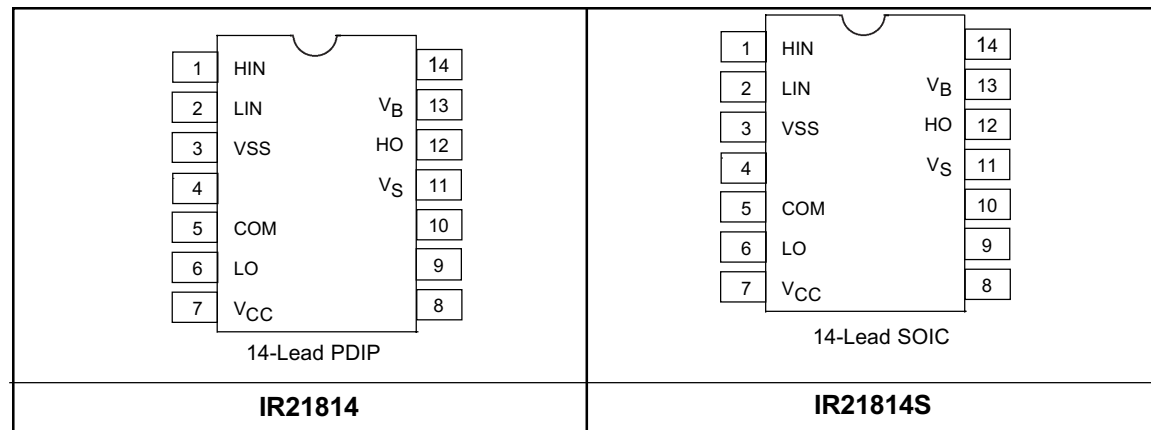 1 HIN 14
2 LIN VB 13
3 VSS HO 12
4 VS 11
5 COM 10
6 LO 9
7 VCC 8
14-Lead PDIP
IR21814
1 HIN 14
2 LIN VB 13
3 VSS HO 12
4 VS 11
5 COM 10
6 LO 9
7 VCC 8
14-Lead SOIC
IR21814S